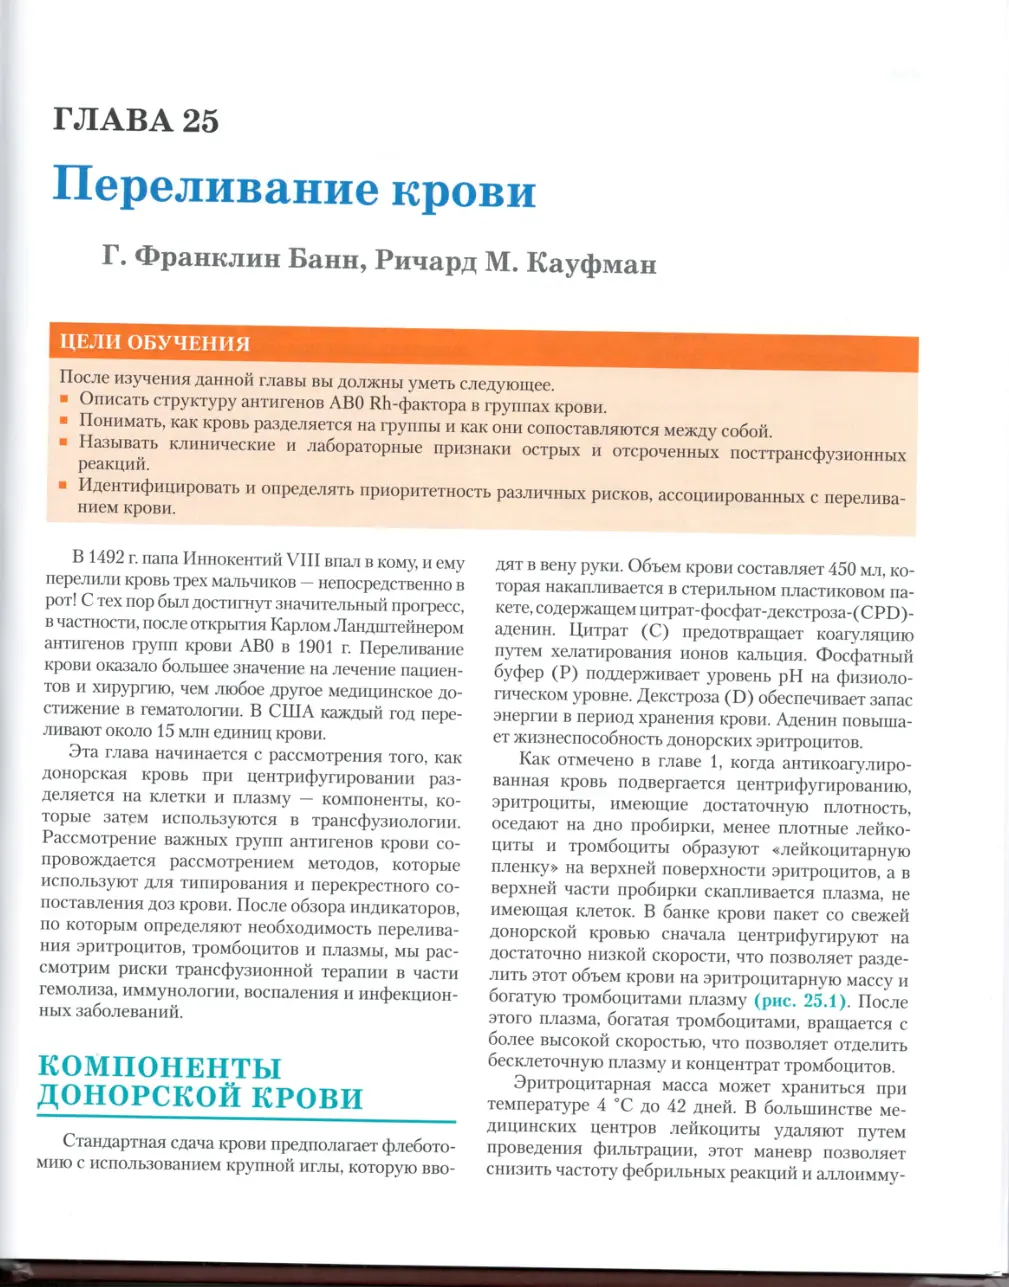 ГЛАВА 25
Переливание крови
Г. Франклин Банн, Ричард М. Кауфман
ЦЕЛИ ОБУЧЕНИЯ
После изучения данной главы вы должны уметь следующее.
▪ Описать структуру антигенов АВ0 Rh-фактора в группах крови.
▪ Понимать, как кровь разделяется на группы и как они сопоставляются между собой.
▪ Называть клинические и лабораторные признаки острых и отсроченных посттрансфузионных
реакций.
▪ Идентифицировать и определять приоритетность различных рисков, ассоциированных с перелива-
нием крови.
В 1492 г. папа Иннокентий VIII впал в кому, и ему
перелили кровь трех мальчиков — непосредственно в
рот! С тех пор был достигнут значительный прогресс,
в частности, после открытия Карлом Ландштейнером
антигенов групп крови АВ0 в 1901 г. Переливание
крови оказало большее значение на лечение пациен-
тов и хирургию, чем любое другое медицинское до-
стижение в гематологии. В США каждый год пере-
ливают около 15 млн единиц крови.
Эта глава начинается с рассмотрения того, как
донорская кровь при центрифугировании раз-
деляется на клетки и плазму — компоненты, ко-
торые затем используются в трансфузиологии.
Рассмотрение важных групп антигенов крови со-
провождается рассмотрением методов, которые
используют для типирования и перекрестного со-
поставления доз крови. После обзора индикаторов,
по которым определяют необходимость перелива-
ния эритроцитов, тромбоцитов и плазмы, мы рас-
смотрим риски трансфузионной терапии в части
гемолиза, иммунологии, воспаления и инфекцион-
ных заболеваний.
КОМПОНЕНТЫ
ДОНОРСКОЙ КРОВИ
Стандартная сдача крови предполагает флебото-
мию с использованием крупной иглы, которую вво-
дят в вену руки. Объем крови составляет 450 мл, ко-
торая накапливается в стерильном пластиковом па-
кете, содержащем цитрат-фосфат-декстроза-(CPD)-
аденин. Цитрат (C) предотвращает коагуляцию
путем хелатирования ионов кальция. Фосфатный
буфер (P) поддерживает уровень pH на физиоло-
гическом уровне. Декстроза (D) обеспечивает запас
энергии в период хранения крови. Аденин повыша-
ет жизнеспособность донорских эритроцитов.
Как отмечено в главе 1, когда антикоагулиро-
ванная кровь подвергается центрифугированию,
эритроциты, имеющие достаточную плотность,
оседают на дно пробирки, менее плотные лейко-
циты и тромбоциты образуют «лейкоцитарную
пленку» на верхней поверхности эритроцитов, а в
верхней части пробирки скапливается плазма, не
имеющая клеток. В банке крови пакет со свежей
донорской кровью сначала центрифугируют на
достаточно низкой скорости, что позволяет разде-
лить этот объем крови на эритроцитарную массу и
богатую тромбоцитами плазму (рис. 25.1). После
этого плазма, богатая тромбоцитами, вращается с
более высокой скоростью, что позволяет отделить
бесклеточную плазму и концентрат тромбоцитов.
Эритроцитарная масса может храниться при
температуре 4 °С до 42 дней. В большинстве ме-
дицинских центров лейкоциты удаляют путем
проведения фильтрации, этот маневр позволяет
снизить частоту фебрильных реакций и аллоимму-